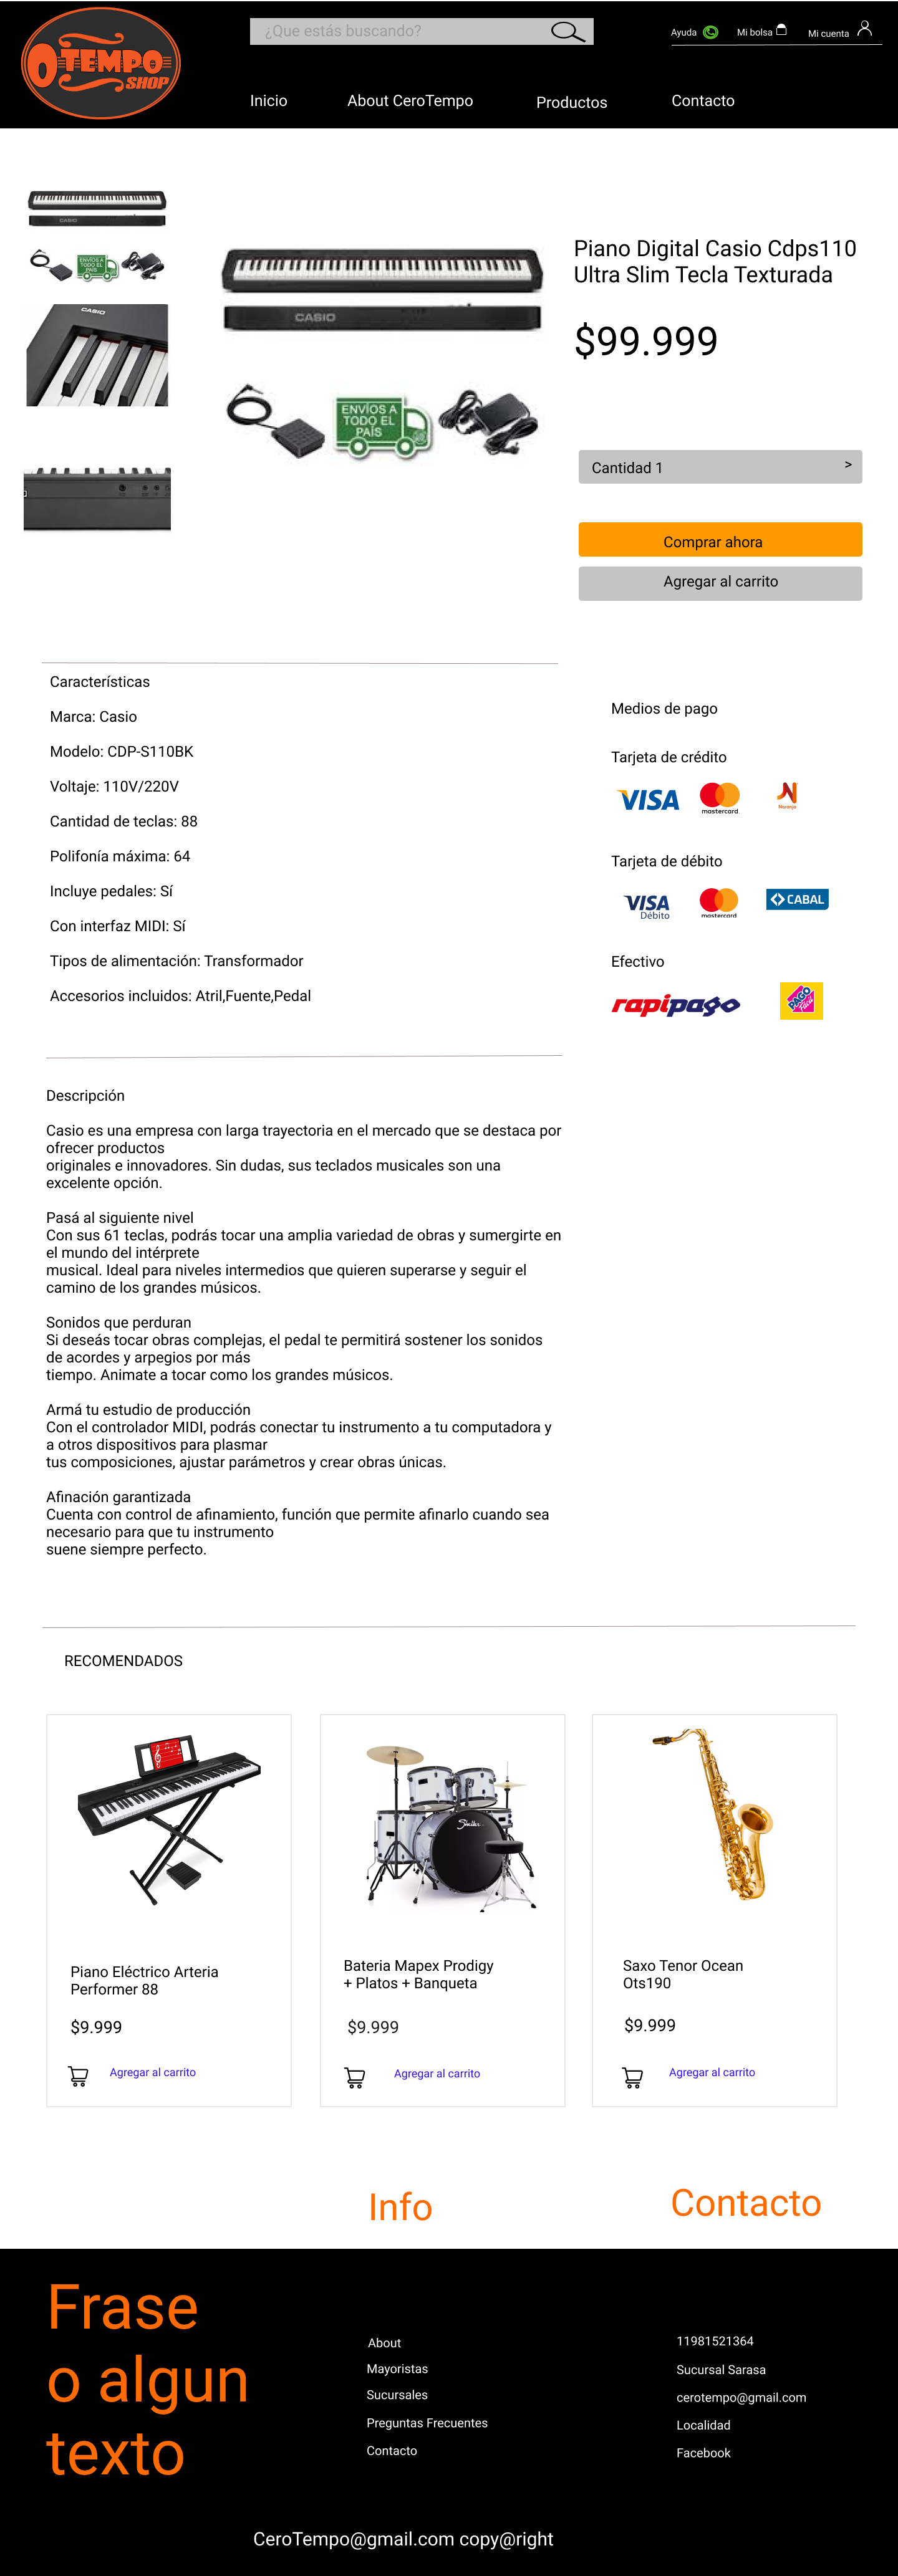 0 TEMPO
SHOP
¿Que estás buscando?
Ayuda
Mi bolsa
Mi cuenta
Inicio
About CeroTempo
Productos
Contacto
CASIO
ENVÍOS A
TODO EL
PAÍS
CASIO
CASIO
ENVÍOS A
TODO EL
PAÍS
Piano Digital Casio Cdps110
Ultra Slim Tecla Texturada
$99.999
Cantidad 1 >
Comprar ahora
Agregar al carrito
Características
Marca: Casio
Modelo: CDP-S110BK
Voltaje: 110V/220V
Cantidad de teclas: 88
Polifonía máxima: 64
Incluye pedales: Sí
Con interfaz MIDI: Sí
Tipos de alimentación: Transformador
Accesorios incluidos: Atril,Fuente,Pedal
Medios de pago
Tarjeta de crédito
VISA
mastercard
Naranja
Tarjeta de débito
VISA
Débito
mastercard
CABAL
Efectivo
rapipago
PAGO
Descripción
Casio es una empresa con larga trayectoria en el mercado que se destaca por
ofrecer productos
originales e innovadores. Sin dudas, sus teclados musicales son una
excelente opción.
Pasá al siguiente nivel
Con sus 61 teclas, podrás tocar una amplia variedad de obras y sumergirte en
el mundo del intérprete
musical. Ideal para niveles intermedios que quieren superarse y seguir el
camino de los grandes músicos.
Sonidos que perduran
Si deseás tocar obras complejas, el pedal te permitirá sostener los sonidos
de acordes y arpegios por más
tiempo. Animate a tocar como los grandes músicos.
Armá tu estudio de producción
Con el controlador MIDI, podrás conectar tu instrumento a tu computadora y
a otros dispositivos para plasmar
tus composiciones, ajustar parámetros y crear obras únicas.
Afinación garantizada
Cuenta con control de afinamiento, función que permite afinarlo cuando sea
necesario para que tu instrumento
suene siempre perfecto.
RECOMENDADOS
Piano Eléctrico Arteria
Performer 88
$9.999
Agregar al carrito
Bateria Mapex Prodigy
+ Platos + Banqueta
$9.999
Agregar al carrito
Saxo Tenor Ocean
Ots190
$9.999
Agregar al carrito
Info
Contacto
Frase
o algun
texto
About
Mayoristas
Sucursales
Preguntas Frecuentes
Contacto
11981521364
Sucursal Sarasa
cerotempo@gmail.com
Localidad
Facebook
CeroTempo@gmail.com copy@right